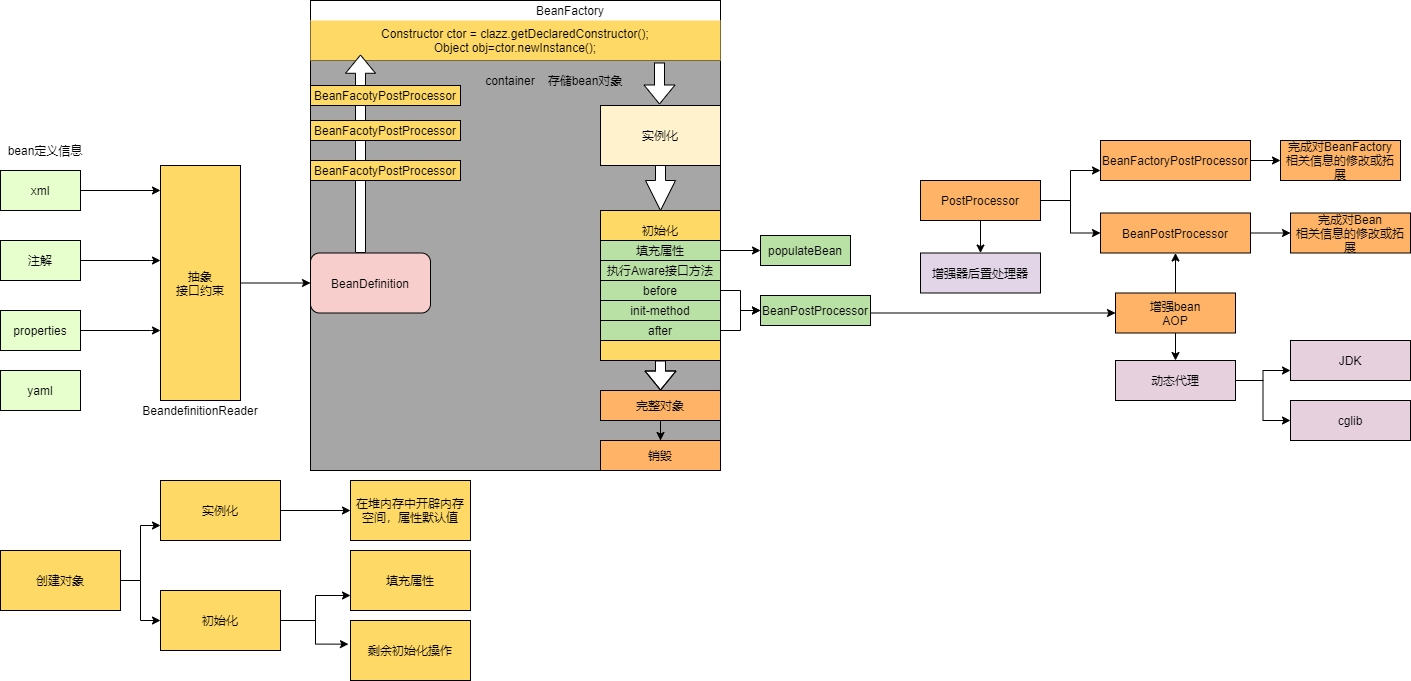 BeanFactory
Constructor ctor = clazz.getDeclaredConstructor();
Object obj=ctor.newInstance();
container 存储bean对象
BeanFacotyPostProcessor
BeanFacotyPostProcessor
BeanFacotyPostProcessor
bean定义信息
xml
注解
properties
yaml
抽象
接口约束
BeandefinitionReader
BeanDefinition
实例化
初始化
填充属性
执行Aware接口方法
before
init-method
after
完整对象
销毁
populateBean
BeanPostProcessor
PostProcessor
增强器后置处理器
BeanFactoryPostProcessor
完成对BeanFactory
相关信息的修改或拓
展
BeanPostProcessor
完成对Bean
相关信息的修改或拓
展
增强bean
AOP
动态代理
JDK
cglib
创建对象
实例化
在堆内存中开辟内存
空间，属性默认值
初始化
填充属性
剩余初始化操作